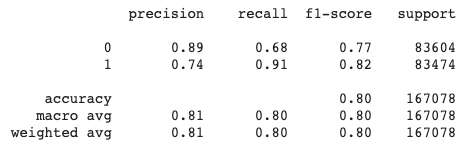 precision recall f1-score support
0 0.89 0.68 0.77 83604
1 0.74 0.91 0.82 83474
accuracy 0.80 167078
macro avg 0.81 0.80 0.80 167078
weighted avg 0.81 0.80 0.80 167078